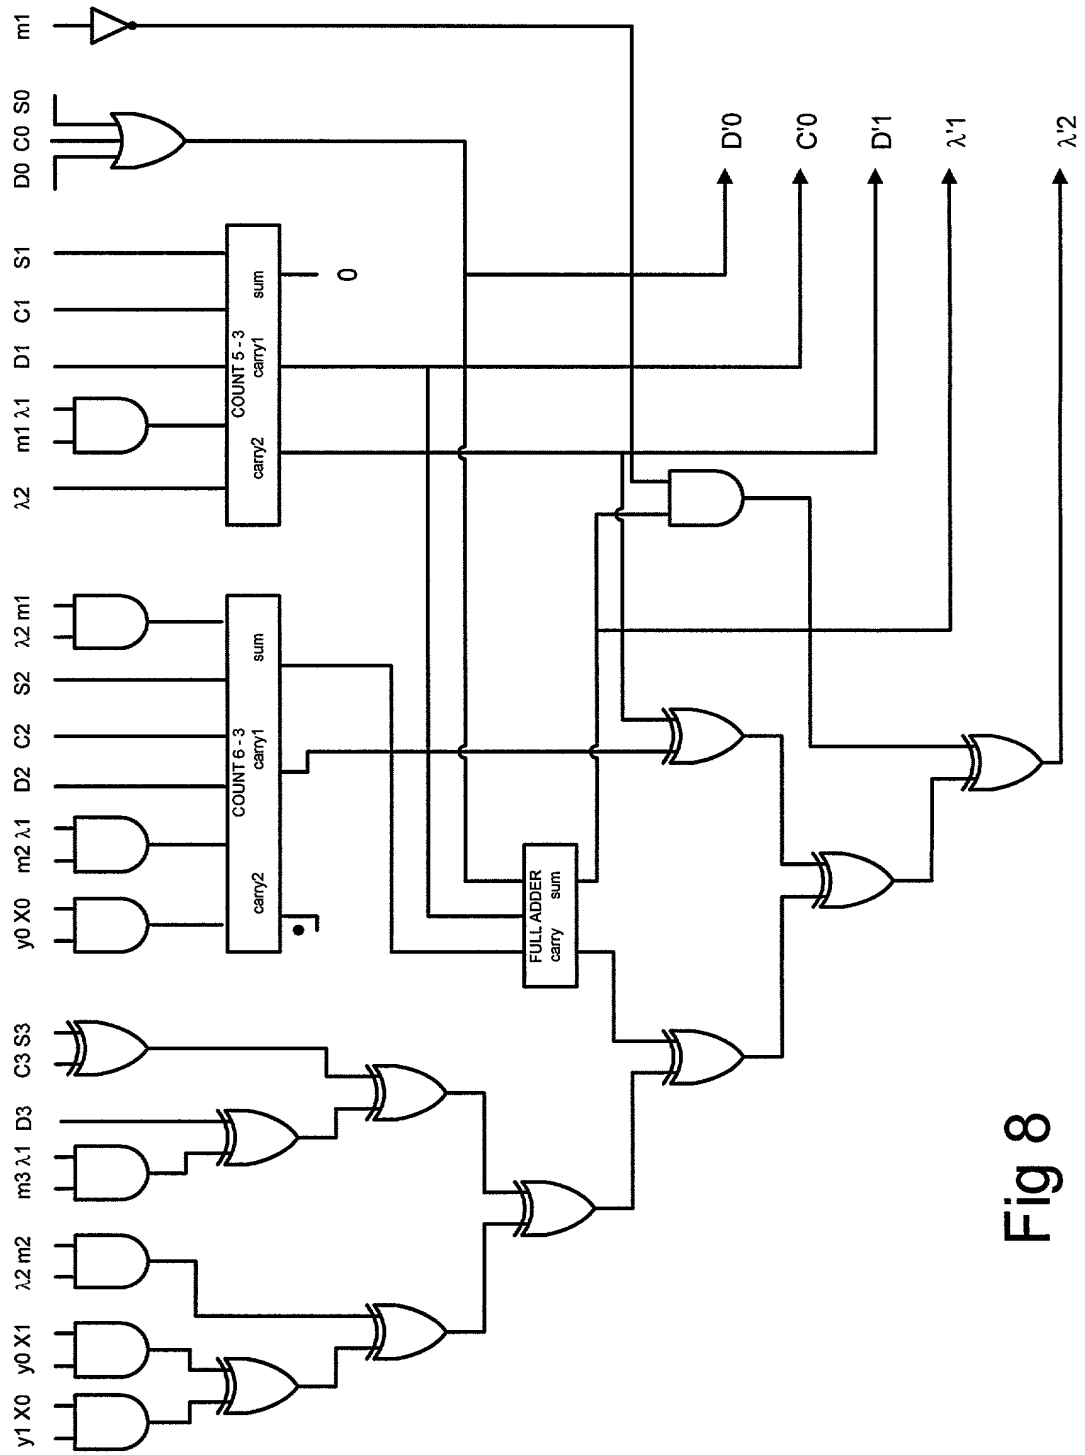 y1 X0 y0 X1 λ2 m2 m3 λ1 D3 C3 S3 y0 X0 m2 λ1 D2 C2 S2 λ2 m1 λ2 m1 λ1 D1 C1 S1 D0 C0 S0 m1
COUNT 6 - 3
carry2 carry1 sum
COUNT 5 - 3
carry2 carry1 sum
0
FULL ADDER
carry sum
D'0
C'0
D'1
λ'1
λ'2
Fig 8